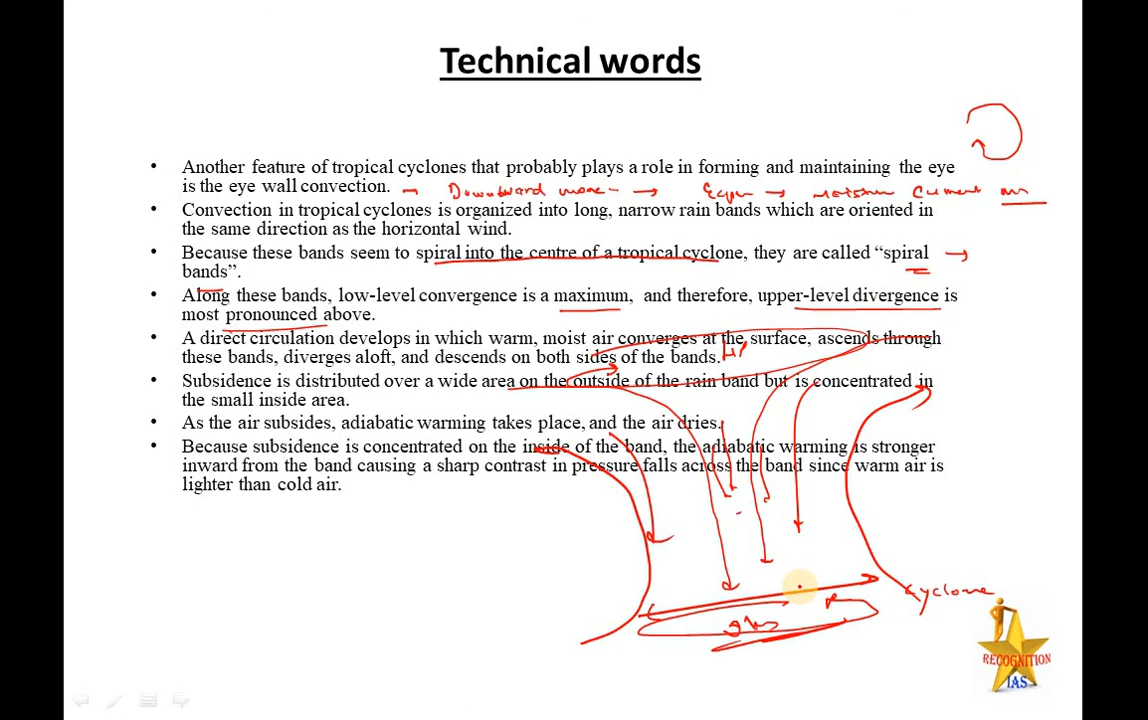 Technical words
• Another feature of tropical cyclones that probably plays a role in forming and maintaining the eye
is the eye wall convection.
Downward
• Convection in tropical cyclones is organized into long, narrow rain bands which are oriented in
the same direction as the horizontal wind.
• Because these bands seem to spiral into the centre of a tropical cyclone, they are called “spiral
bands”.
• Along these bands, low-level convergence is a maximum, and therefore, upper-level divergence is
most pronounced above.
• A direct circulation develops in which warm, moist air converges at the surface, ascends through
these bands, diverges aloft, and descends on both sides of the bands.
HP
• Subsidence is distributed over a wide area on the outside of the rain band but is concentrated in
the small inside area.
• As the air subsides, adiabatic warming takes place, and the air dries.
• Because subsidence is concentrated on the inside of the band, the adiabatic warming is stronger
inward from the band causing a sharp contrast in pressure falls across the band since warm air is
lighter than cold air.
Cyclone
RECOGNITION
IAS